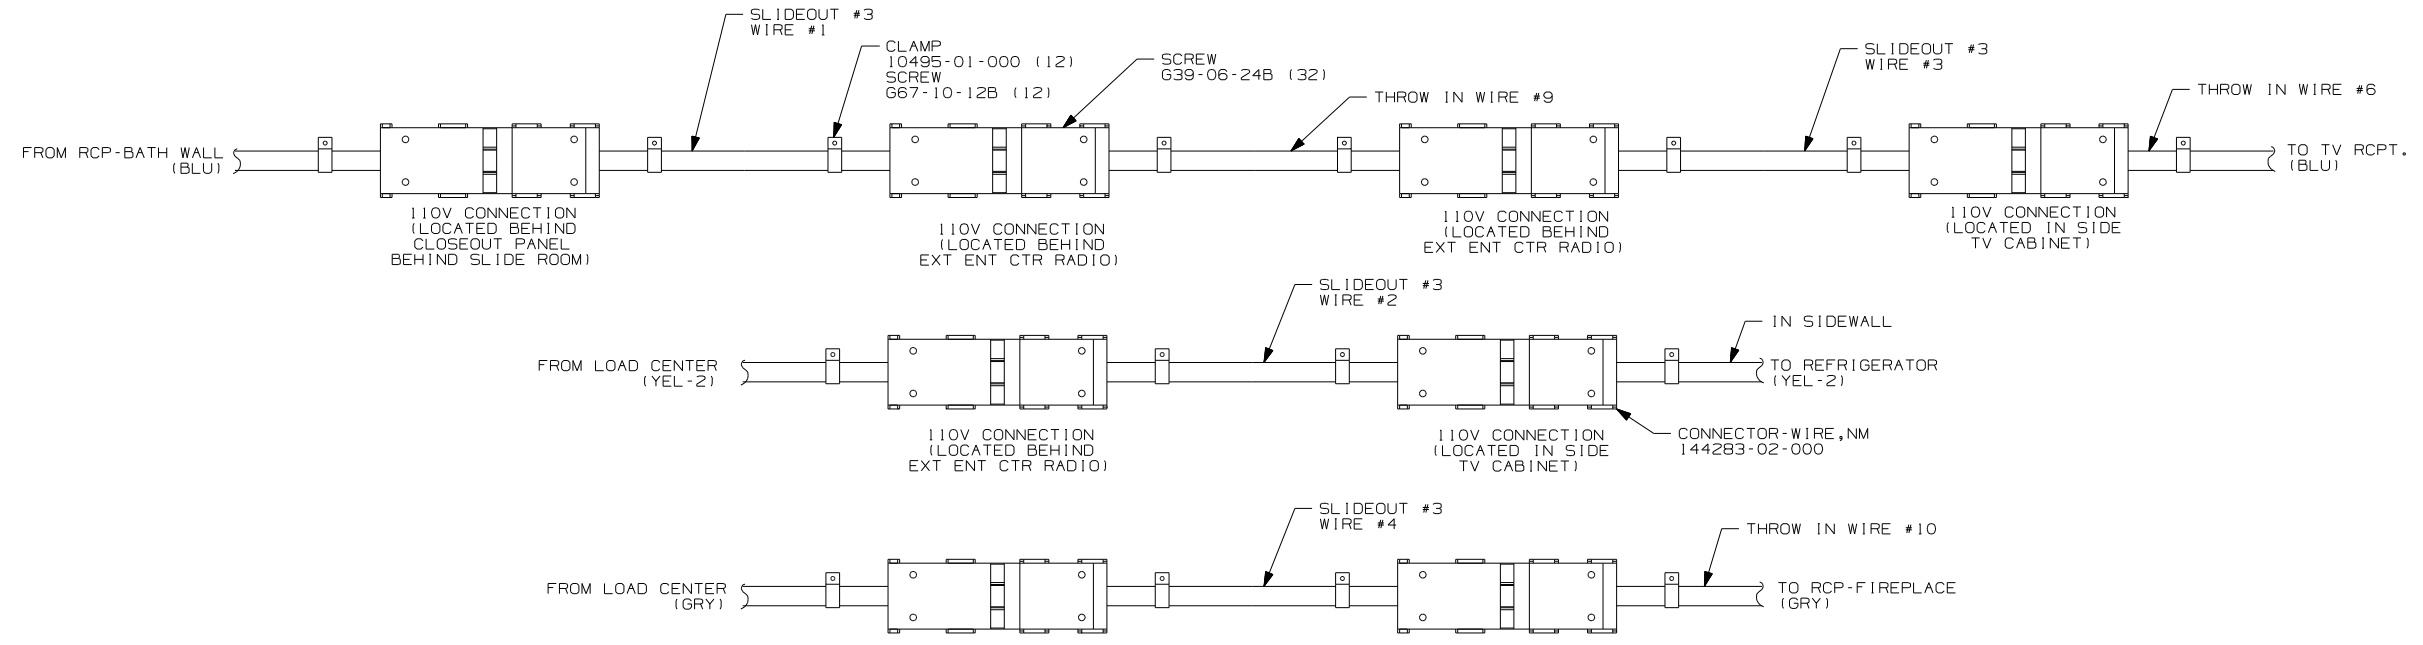 SLIDEOUT #3
WIRE #1
CLAMP
10495-01-000 (12)
SCREW
G67-10-12B (12)
SCREW
G39-06-24B (32)
THROW IN WIRE #9
SLIDEOUT #3
WIRE #3
THROW IN WIRE #6
FROM RCP-BATH WALL
(BLU)
TO TV RCPT.
(BLU)
110V CONNECTION
(LOCATED BEHIND
CLOSEOUT PANEL
BEHIND SLIDE ROOM)
110V CONNECTION
(LOCATED BEHIND
EXT ENT CTR RADIO)
110V CONNECTION
(LOCATED BEHIND
EXT ENT CTR RADIO)
110V CONNECTION
(LOCATED IN SIDE
TV CABINET)
SLIDEOUT #3
WIRE #2
IN SIDEWALL
FROM LOAD CENTER
(YEL-2)
TO REFRIGERATOR
(YEL-2)
110V CONNECTION
(LOCATED BEHIND
EXT ENT CTR RADIO)
110V CONNECTION
(LOCATED IN SIDE
TV CABINET)
CONNECTOR-WIRE,NM
144283-02-000
SLIDEOUT #3
WIRE #4
THROW IN WIRE #10
FROM LOAD CENTER
(GRY)
TO RCP-FIREPLACE
(GRY)